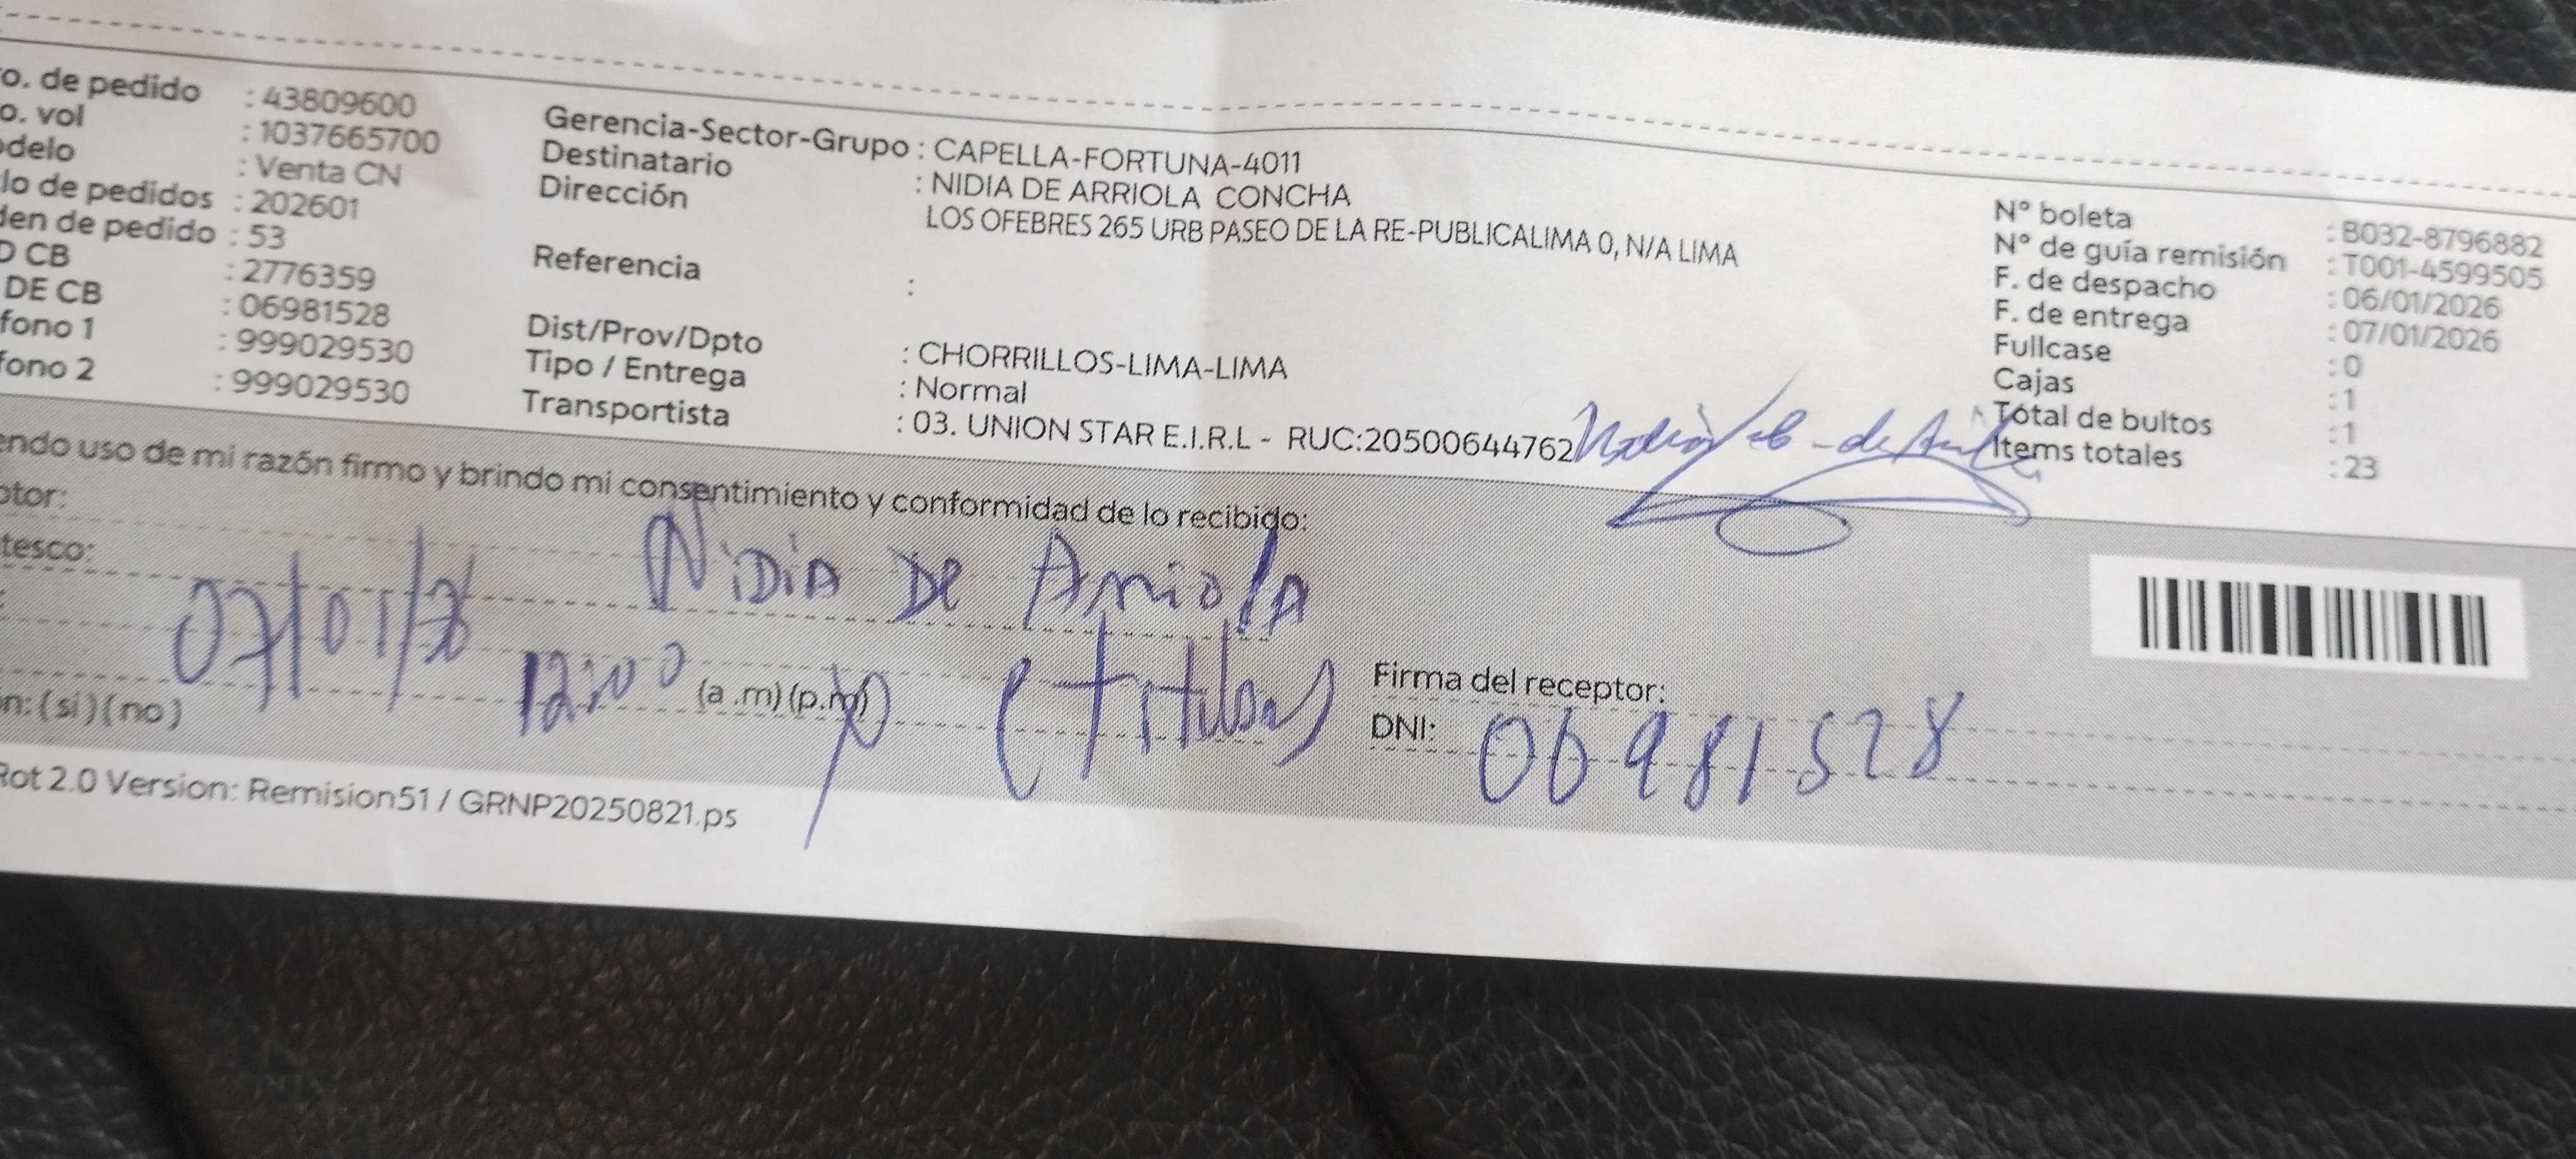 o. de pedido : 43809600
o. vol : 1037665700
delo : Venta CN
lo de pedidos : 202601
den de pedido : 53
D CB : 2776359
DE CB : 06981528
fono 1 : 999029530
fono 2 : 999029530
Gerencia-Sector-Grupo : CAPELLA-FORTUNA-4011
Destinatario : NIDIA DE ARRIOLA CONCHA
Dirección LOS OFEBRES 265 URB PASEO DE LA RE-PUBLICALIMA 0, N/A LIMA
Referencia :
Dist/Prov/Dpto : CHORRILLOS-LIMA-LIMA
Tipo / Entrega : Normal
Transportista : 03. UNION STAR E.I.R.L - RUC:20500644762
N° boleta : B032-8796882
N° de guía remisión : T001-4599505
F. de despacho : 06/01/2026
F. de entrega : 07/01/2026
Fullcase : 0
Cajas : 1
Total de bultos : 1
Items totales : 23
endo uso de mi razón firmo y brindo mi consentimiento y conformidad de lo recibido:
ptor: NiDiA De ArriolA
tesco:
07/01/26
12:00 (a .m) (p.m) (titular)
n: (si) (no)
Firma del receptor:
DNI: 06981528
Rot 2.0 Version: Remision51 / GRNP20250821.ps